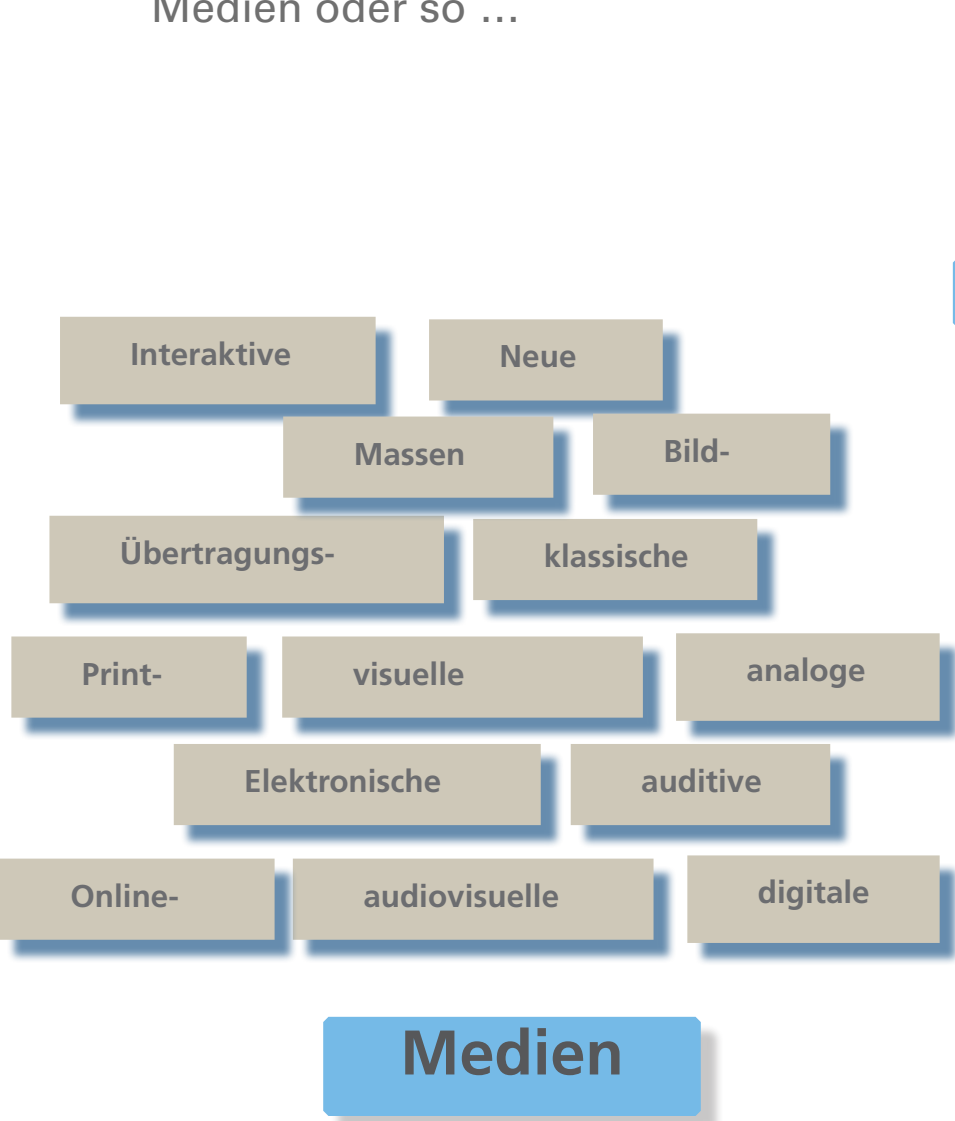 Medien oder so ...
Interaktive
Neue
Massen
Bild-
Übertragungs-
klassische
Print-
visuelle
analoge
Elektronische
auditive
Online-
audiovisuelle
digitale
Medien